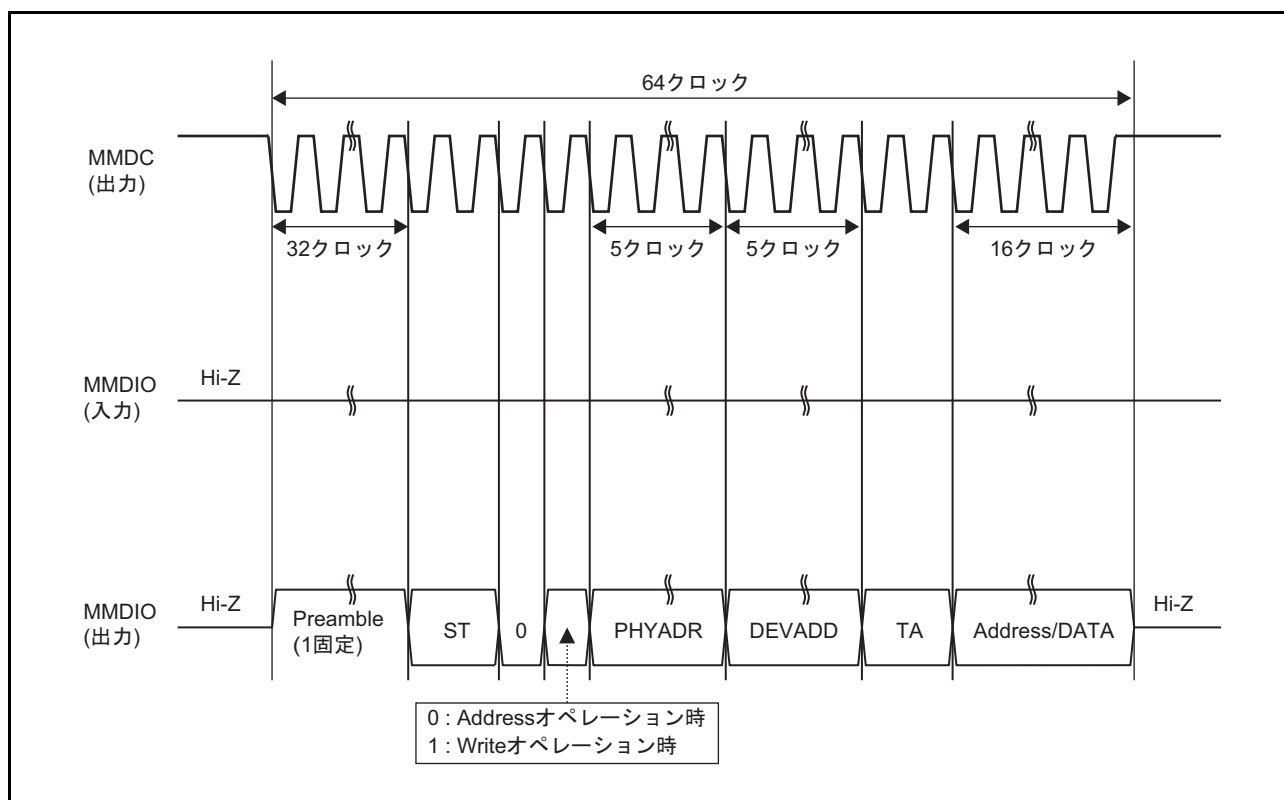 64クロック
MMDC
(出力)
32クロック
5クロック
5クロック
16クロック
MMDIO
(入力)
Hi-Z
MMDIO
(出力)
Hi-Z
Preamble
(1固定)
ST
0
PHYADR
DEVADD
TA
Address/DATA
Hi-Z
0 : Addressオペレーション時
1 : Writeオペレーション時